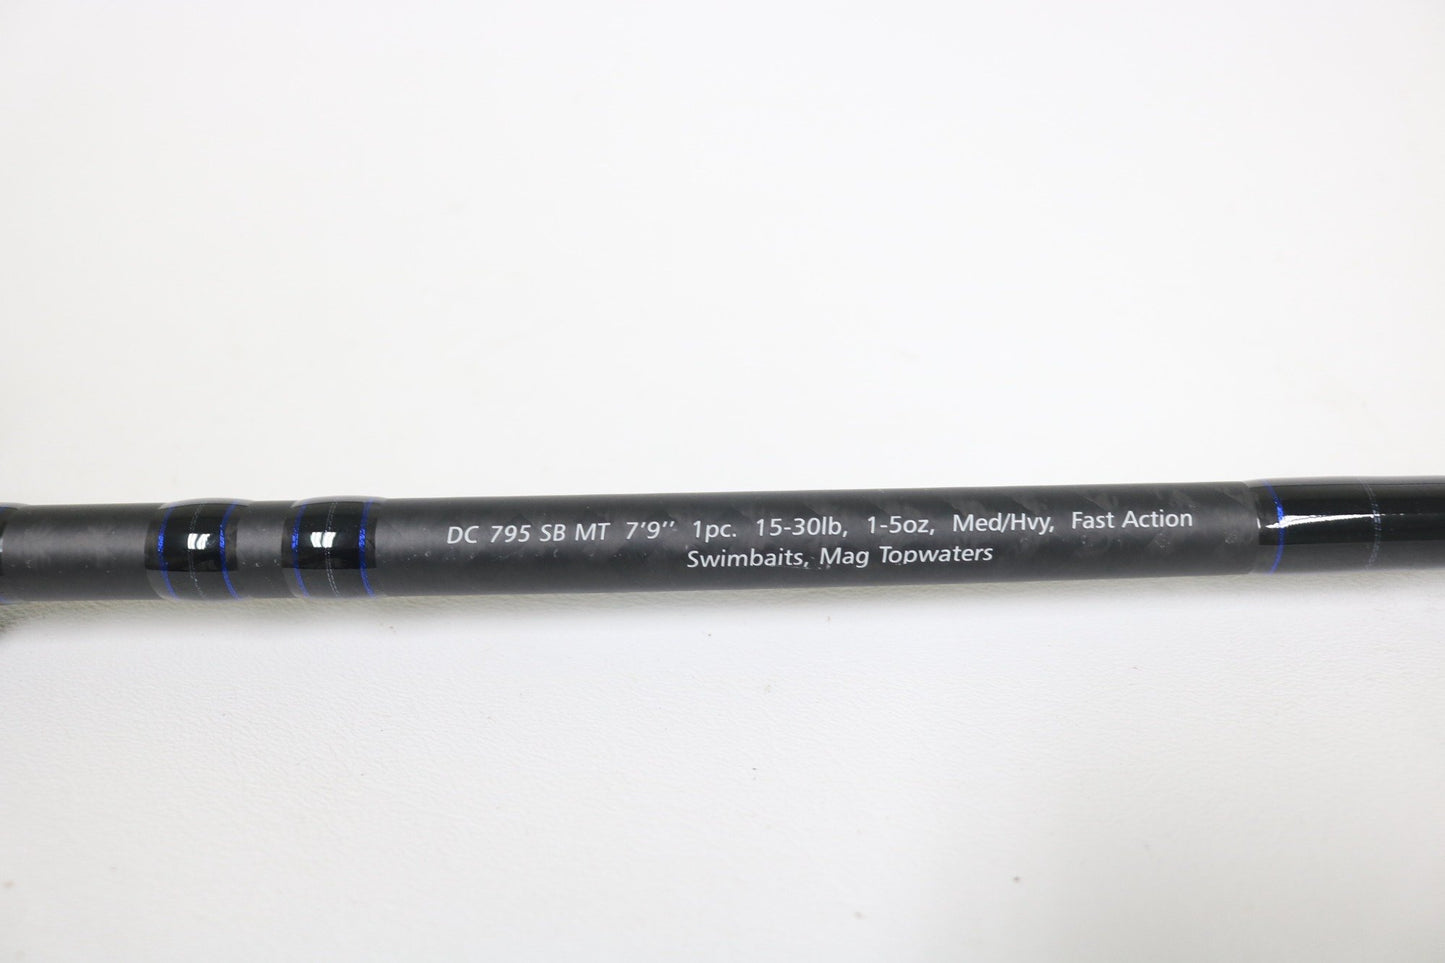 DC 795 SB MT 7'9'' 1pc. 15-30lb, 1-5oz, Med/Hvy, Fast Action
Swimbaits, Mag Topwaters